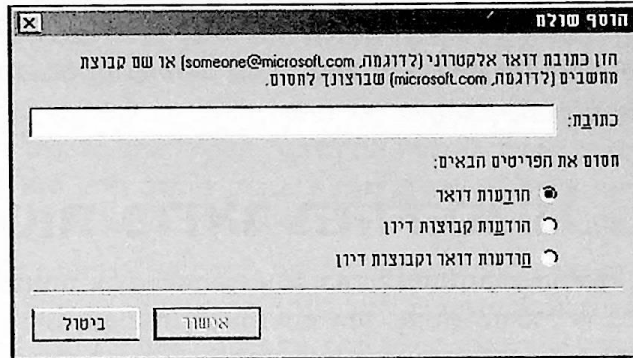 הוסף שולח
הזן כתובת דואר אלקטרוני (לדוגמה, someone@microsoft.com) או שם קבוצת
מחשבים (לדוגמה, microsoft.com) שברצונך לחסום.
כתובת:
חסום את הפריטים הבאים:
הודעות דואר
הודעות קבוצות דיון
הודעות דואר וקבוצות דיון
אישור
ביטול